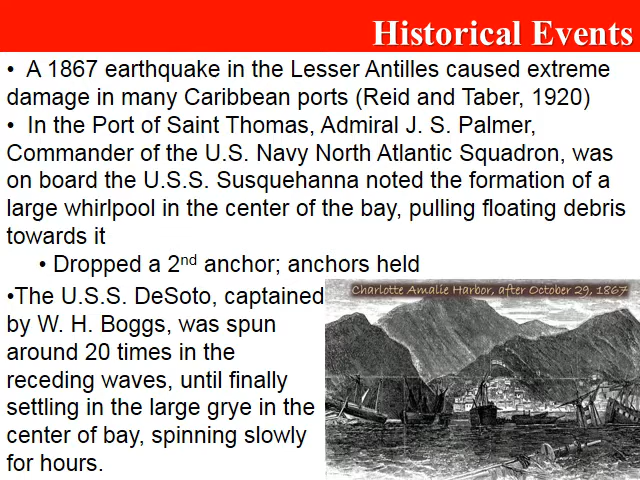 Historical Events
• A 1867 earthquake in the Lesser Antilles caused extreme
damage in many Caribbean ports (Reid and Taber, 1920)
• In the Port of Saint Thomas, Admiral J. S. Palmer,
Commander of the U.S. Navy North Atlantic Squadron, was
on board the U.S.S. Susquehanna noted the formation of a
large whirlpool in the center of the bay, pulling floating debris
towards it
• Dropped a 2nd anchor; anchors held
•The U.S.S. DeSoto, captained
by W. H. Boggs, was spun
around 20 times in the
receding waves, until finally
settling in the large grye in the
center of bay, spinning slowly
for hours.
Charlotte Amalie Harbor, after October 29, 1867